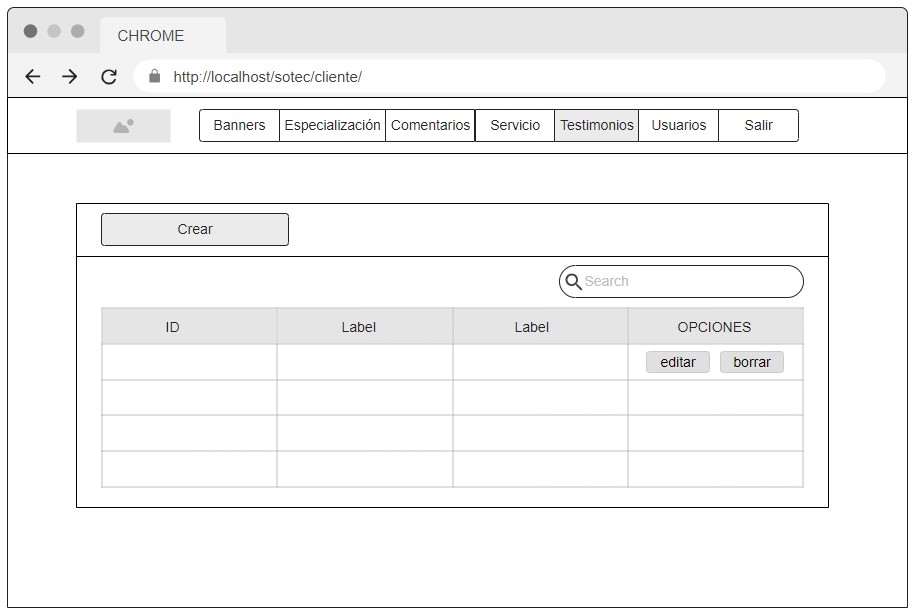 CHROME
http://localhost/sotec/cliente/
Banners Especialización Comentarios Servicio Testimonios Usuarios Salir
Crear
Search
ID Label Label OPCIONES
editar borrar